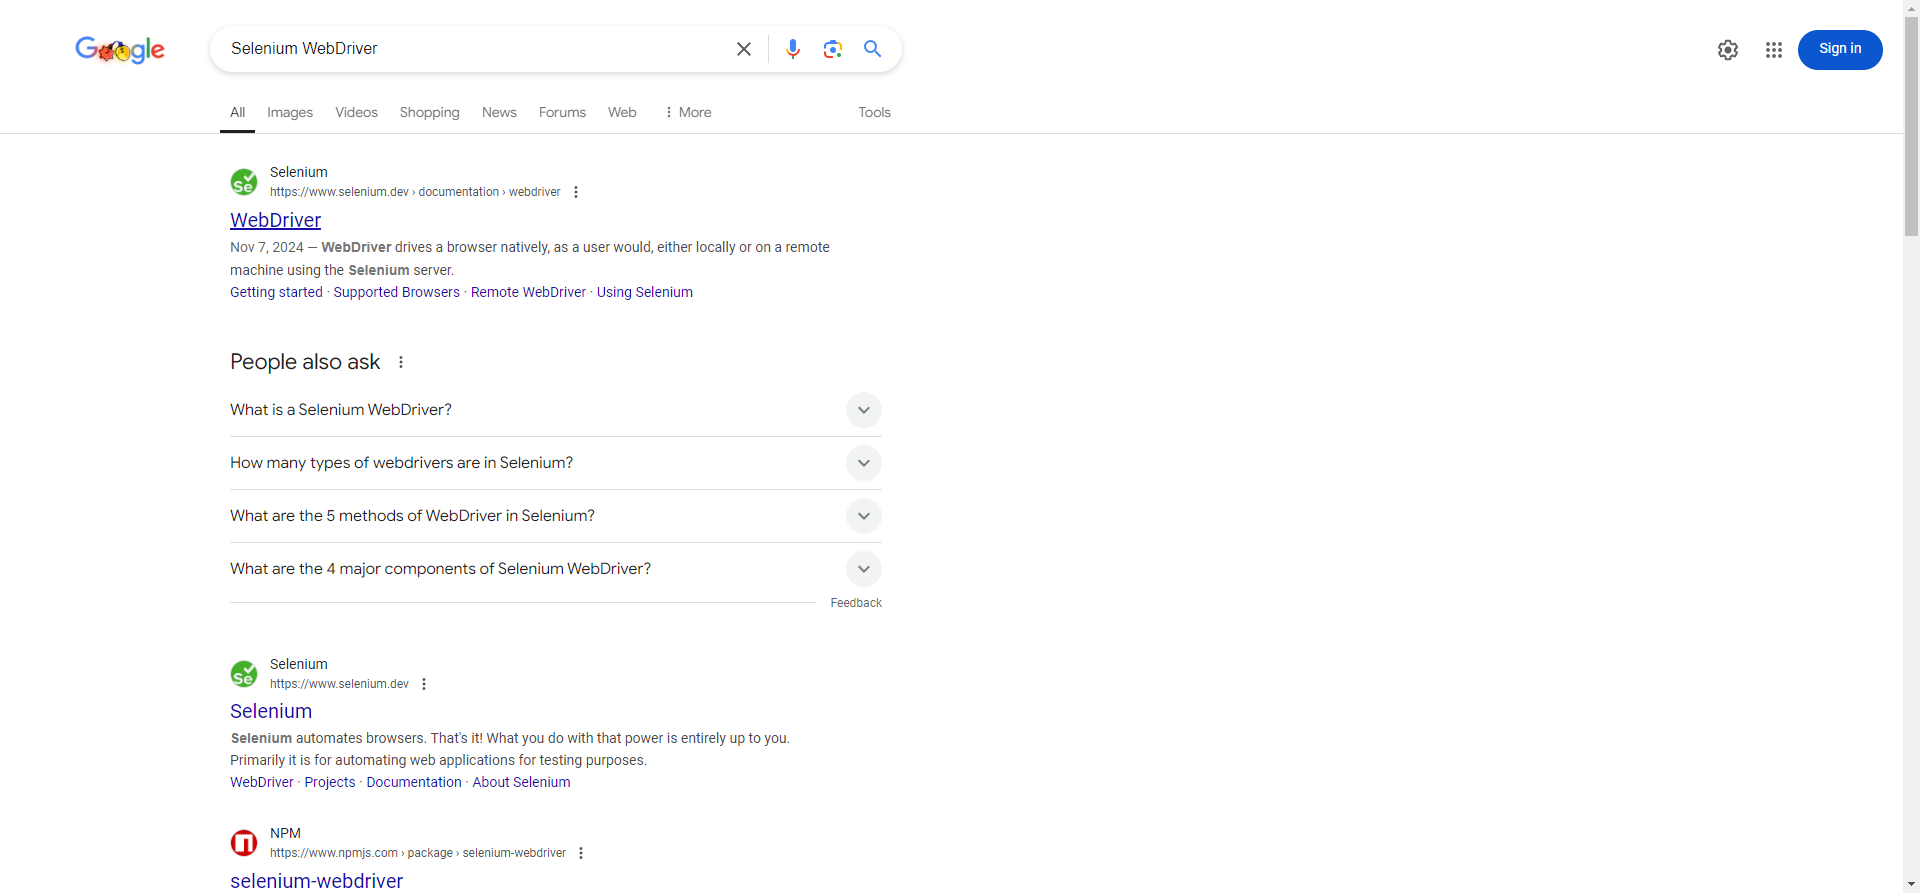 Google
Selenium WebDriver
Sign in
All Images Videos Shopping News Forums Web More Tools
Selenium
https://www.selenium.dev › documentation › webdriver
WebDriver
Nov 7, 2024 — WebDriver drives a browser natively, as a user would, either locally or on a remote
machine using the Selenium server.
Getting started · Supported Browsers · Remote WebDriver · Using Selenium
People also ask
What is a Selenium WebDriver?
How many types of webdrivers are in Selenium?
What are the 5 methods of WebDriver in Selenium?
What are the 4 major components of Selenium WebDriver?
Feedback
Selenium
https://www.selenium.dev
Selenium
Selenium automates browsers. That's it! What you do with that power is entirely up to you.
Primarily it is for automating web applications for testing purposes.
WebDriver · Projects · Documentation · About Selenium
NPM
https://www.npmjs.com › package › selenium-webdriver
selenium-webdriver